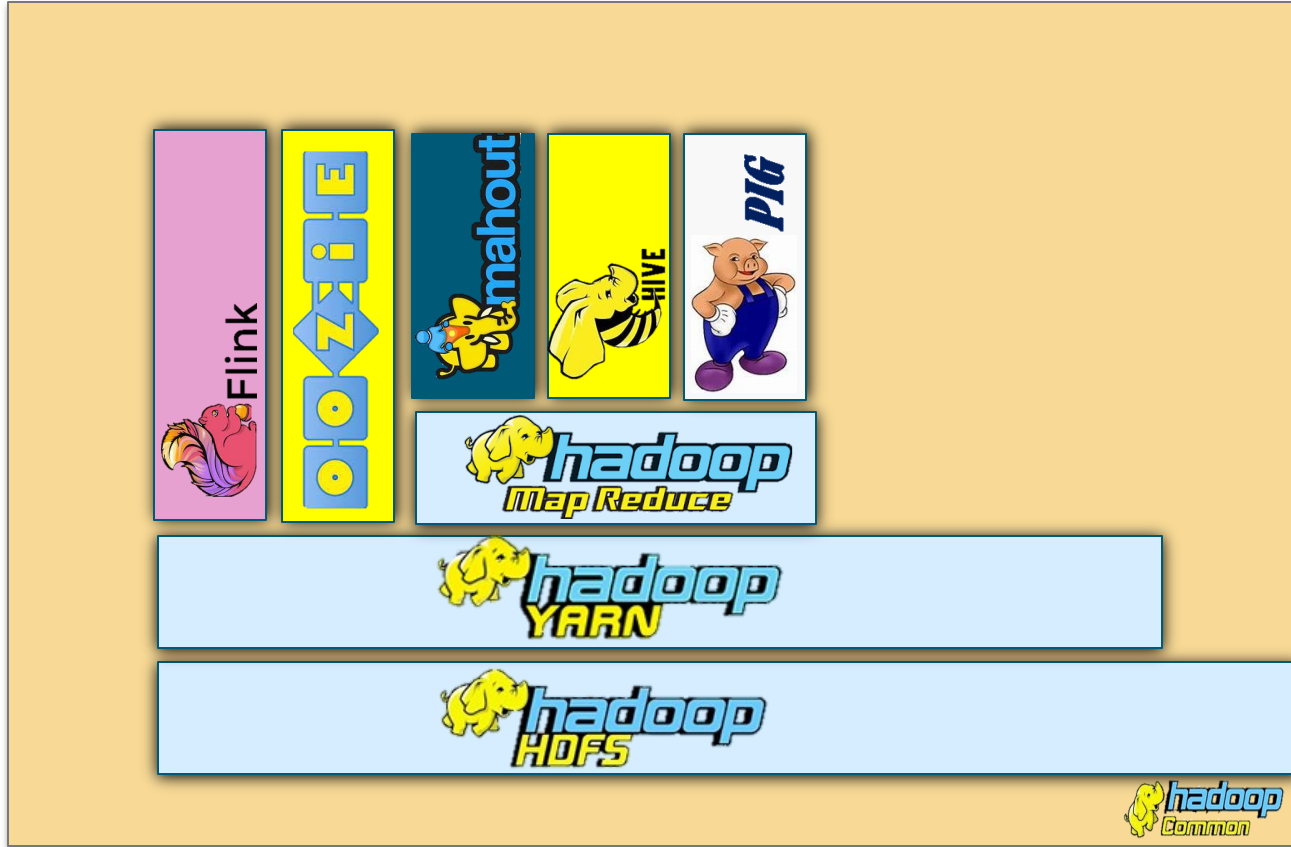 Flink
OOZiE
mahout
HIVE
PIG
hadoop
Map Reduce
hadoop
YARN
hadoop
HDFS
hadoop
Common